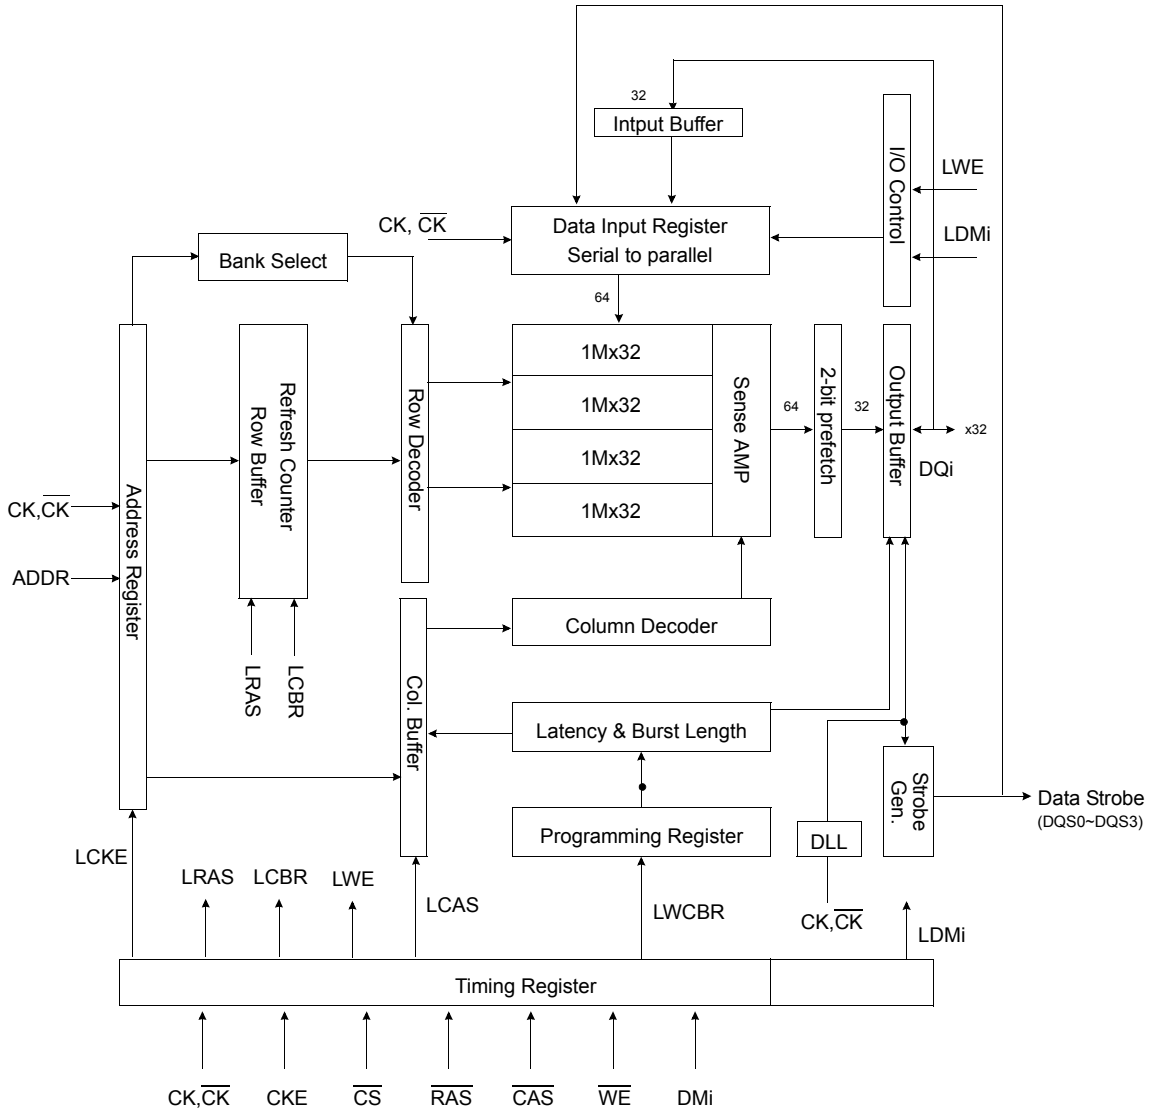 32
Intput Buffer
I/O Control
LWE
LDMi
CK, CK
Data Input Register
Serial to parallel
Bank Select
64
Address Register
Refresh Counter
Row Buffer
Row Decoder
1Mx32
1Mx32
1Mx32
1Mx32
Sense AMP
64
2-bit prefetch
32
Output Buffer
x32
DQi
CK,CK
ADDR
LRAS
LCBR
Col. Buffer
Column Decoder
Latency & Burst Length
Programming Register
DLL
CK,CK
Strobe
Gen.
Data Strobe
(DQS0~DQS3)
LCKE
LRAS
LCBR
LWE
LCAS
LWCBR
LDMi
Timing Register
CK,CK
CKE
CS
RAS
CAS
WE
DMi